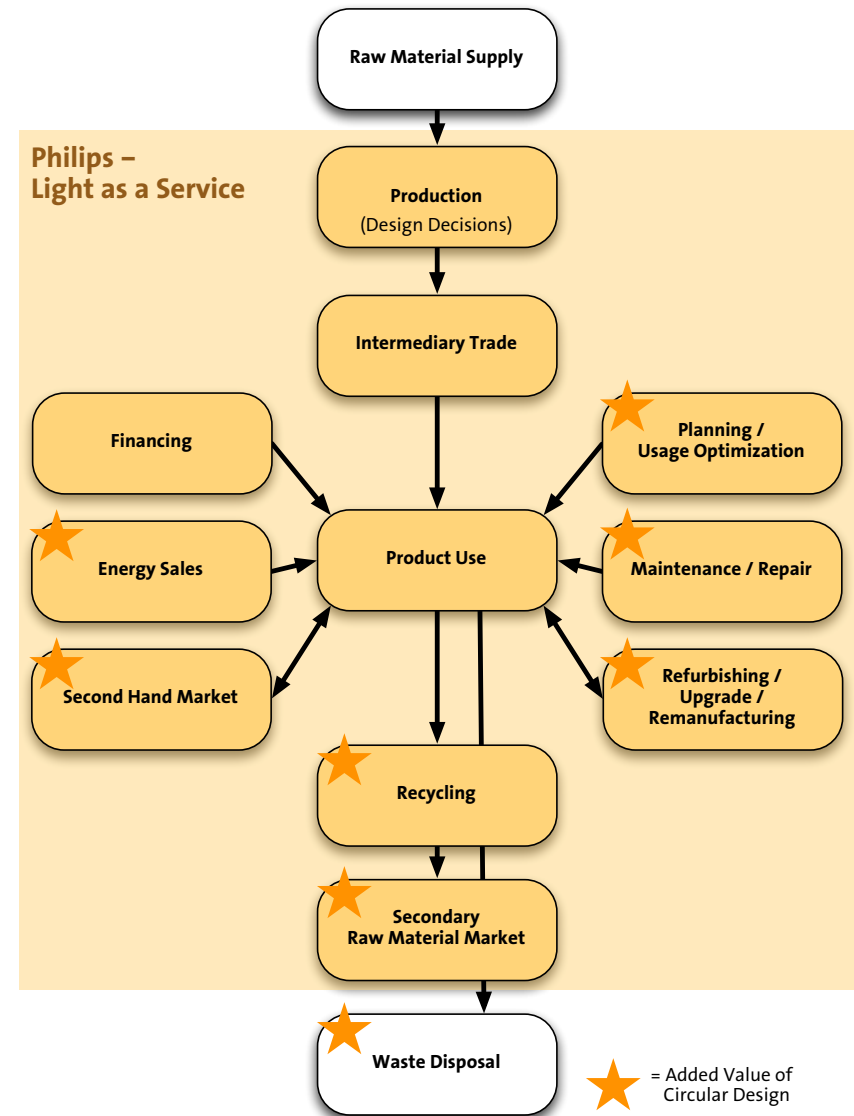 Raw Material Supply
Philips –
Light as a Service
Production
(Design Decisions)
Intermediary Trade
Financing
Planning /
Usage Optimization
Energy Sales
Product Use
Maintenance / Repair
Second Hand Market
Refurbishing /
Upgrade /
Remanufacturing
Recycling
Secondary
Raw Material Market
Waste Disposal
= Added Value of
Circular Design